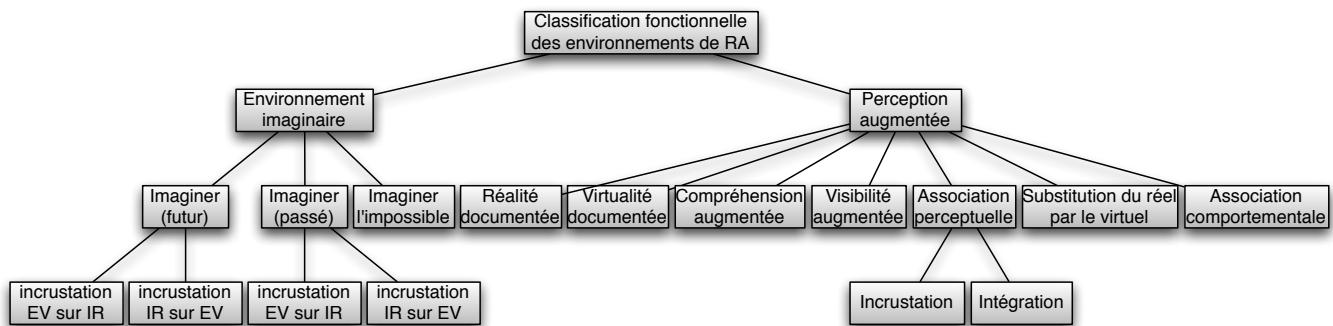 Classification fonctionnelle
des environnements de RA
Environnement
imaginaire
Perception
augmentée
Imaginer
(futur)
Imaginer
(passé)
Imaginer
l'impossible
Réalité
documentée
Virtualité
documentée
Compréhension
augmentée
Visibilité
augmentée
Association
perceptuelle
Substitution du réel
par le virtuel
Association
comportementale
incrustation
EV sur IR
incrustation
IR sur EV
incrustation
EV sur IR
incrustation
IR sur EV
Incrustation
Intégration